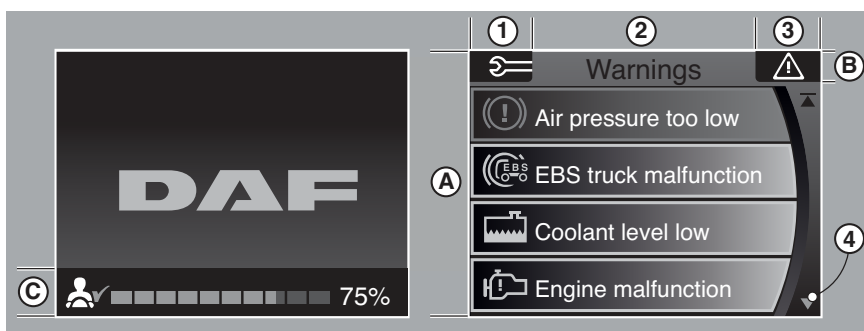 1
2
3
Warnings
B
Air pressure too low
A
EBS
EBS truck malfunction
DAF
Coolant level low
4
C
75%
Engine malfunction